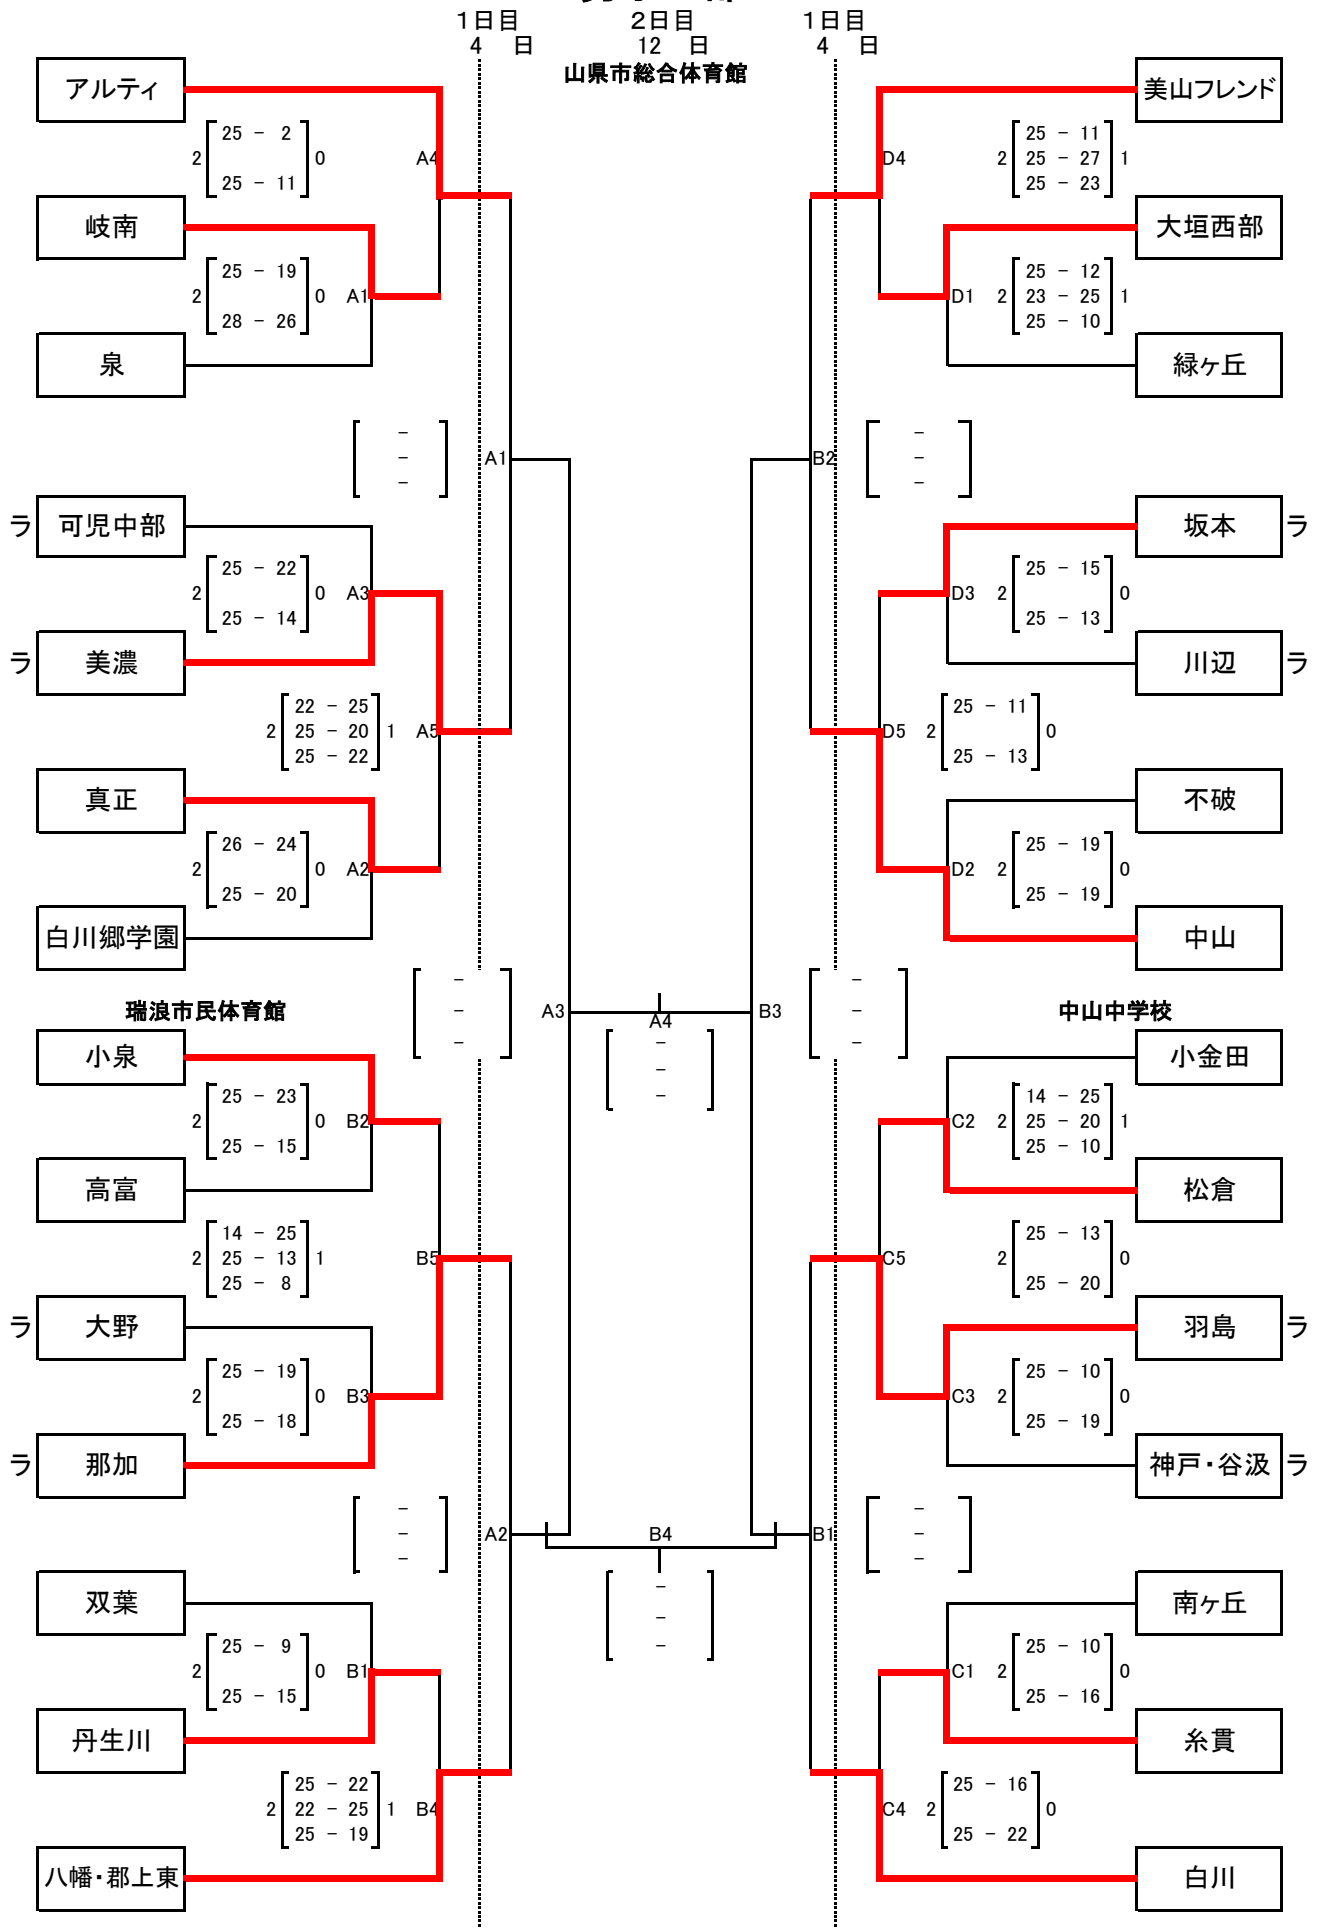 1日目 2日目 1日目
4 日 12 日 4 日
山県市総合体育館
アルティ 美山フレンド
25 - 2 25 - 11
2 0 A4 D4 2 25 - 27 1
25 - 11 25 - 23
岐南 大垣西部
25 - 19 25 - 12
2 0 A1 D1 2 23 - 25 1
28 - 26 25 - 10
泉 緑ヶ丘
- -
- A1 B2 -
- -
ラ 可児中部 坂本 ラ
25 - 22 25 - 15
2 0 A3 D3 2 0
25 - 14 25 - 13
ラ 美濃 川辺 ラ
22 - 25 25 - 11
2 25 - 20 1 A5 D5 2 0
25 - 22 25 - 13
真正 不破
26 - 24 25 - 19
2 0 A2 D2 2 0
25 - 20 25 - 19
白川郷学園 中山
- -
瑞浪市民体育館 - A3 A4 B3 - 中山中学校
- - -
-
-
小泉 小金田
25 - 23 14 - 25
2 0 B2 C2 2 25 - 20 1
25 - 15 25 - 10
高富 松倉
14 - 25 25 - 13
2 25 - 13 1 B5 C5 2 0
25 - 8 25 - 20
ラ 大野 羽島 ラ
25 - 19 25 - 10
2 0 B3 C3 2 0
25 - 18 25 - 19
ラ 那加 神戸・谷汲 ラ
- -
- A2 B4 B1 -
- -
-
-
-
双葉 南ヶ丘
25 - 9 25 - 10
2 0 B1 C1 2 0
25 - 15 25 - 16
丹生川 糸貫
25 - 22 25 - 16
2 22 - 25 1 B4 C4 2 0
25 - 19 25 - 22
八幡・郡上東 白川